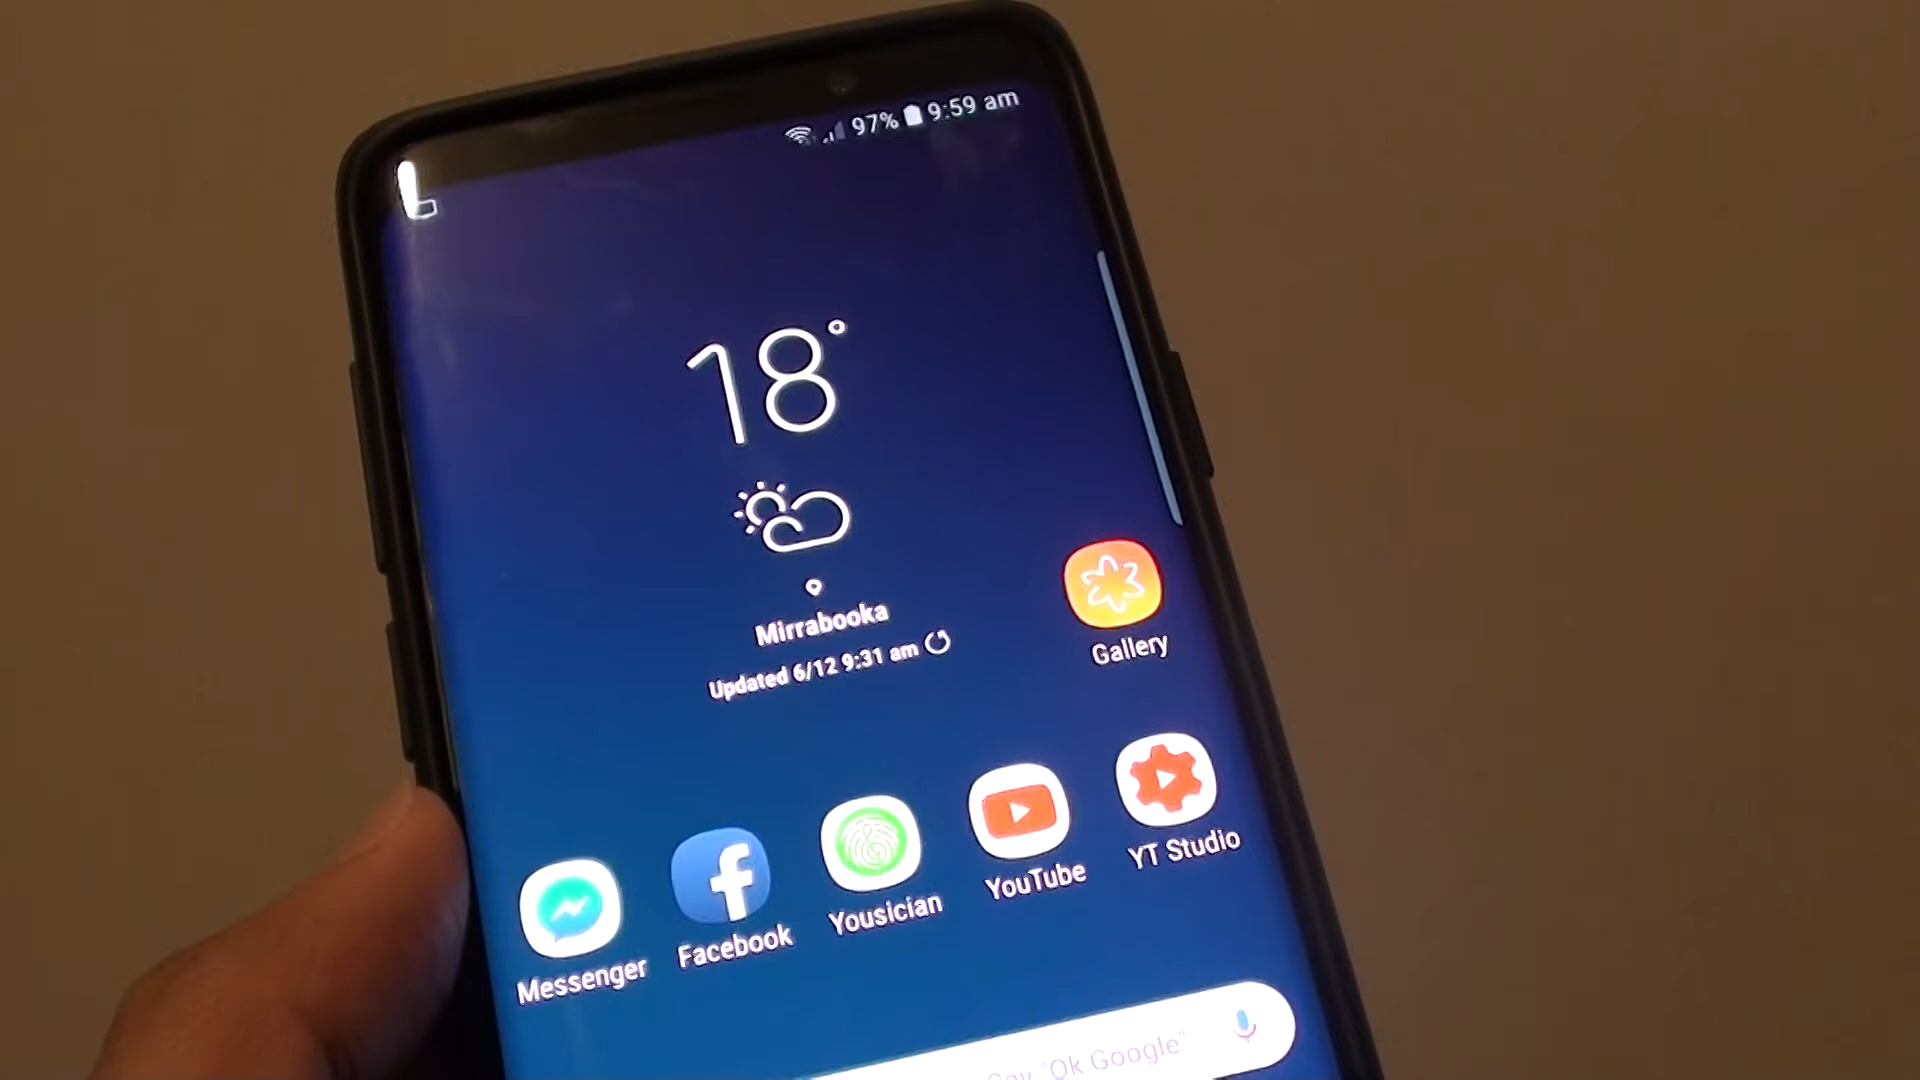 97% 9:59 am
18°
Mirrabooka
Updated 6/12 9:31 am
Gallery
Messenger
Facebook
Yousician
YouTube
YT Studio
Say "Ok Google"